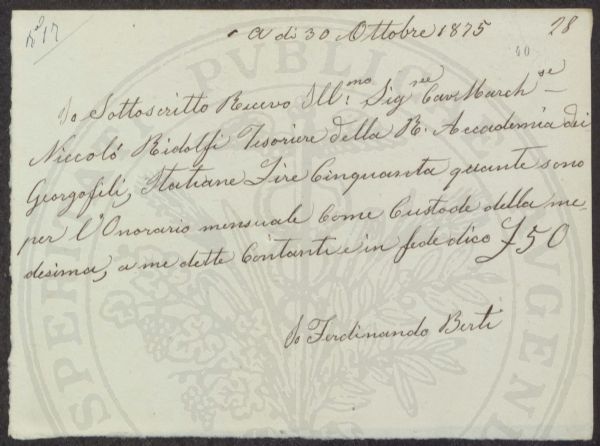 N.o 17
A di 30 Ottobre 1875
28
40
Io Sottoscritto Ricevo Ill:mo Sig.re Cav. March.se
Niccolò Ridolfi Tesoriere della R. Accademia dei
Georgofili, Italiane Lire Cinquanta quante sono
per l'Onorario mensuale Come Custode della me-
desima, a me dette Contanti e in fede dico £ 50
Io Ferdinando Berti